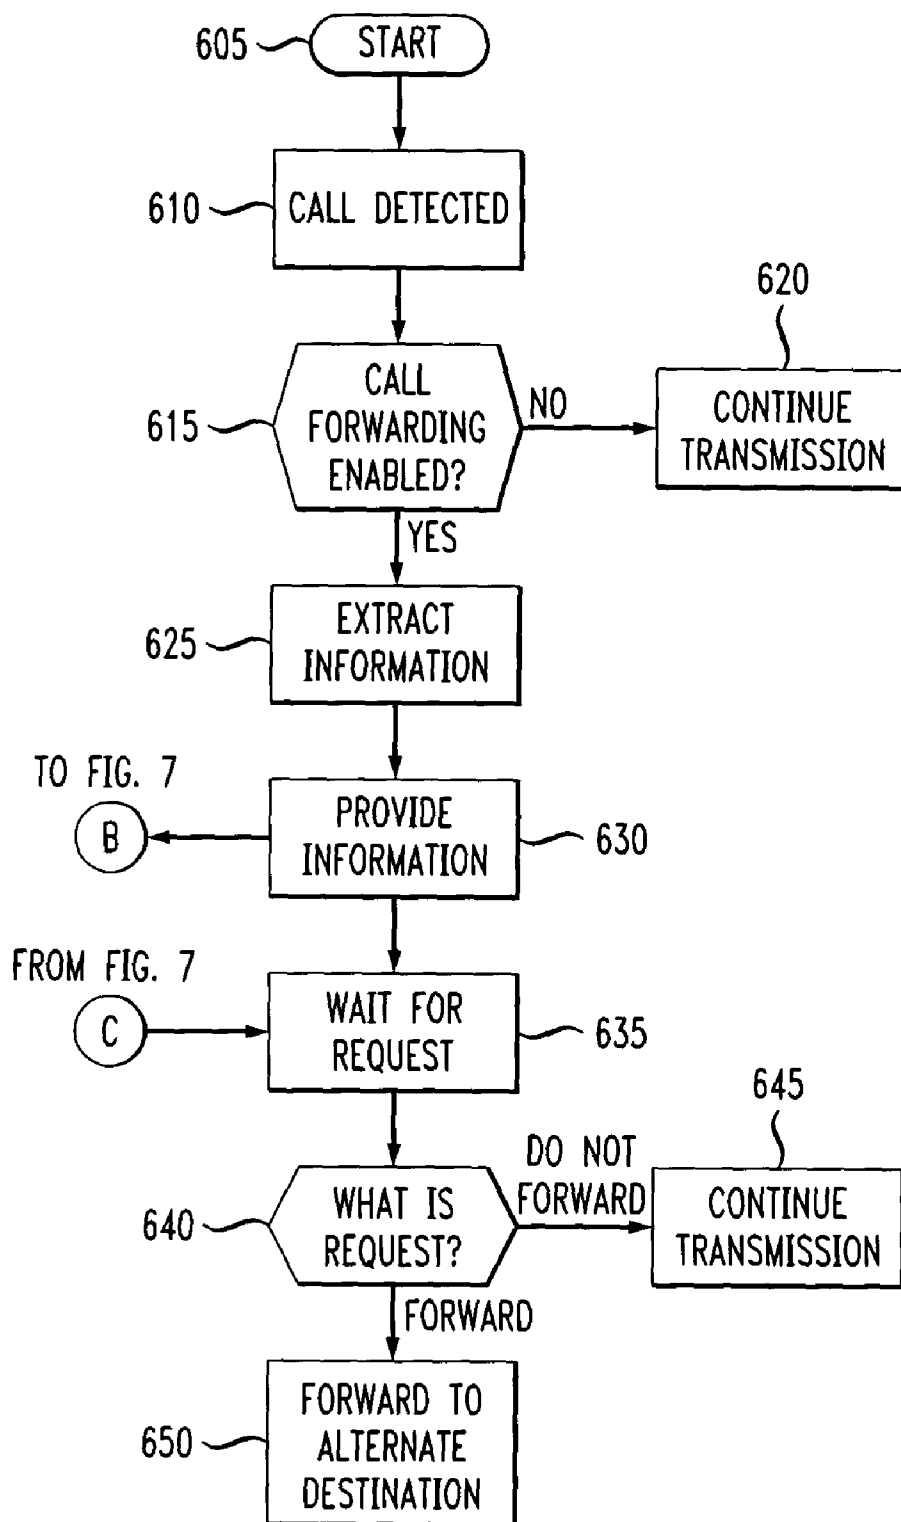 605
START
610
CALL DETECTED
620
615
CALL
FORWARDING
ENABLED?
NO
CONTINUE
TRANSMISSION
YES
625
EXTRACT
INFORMATION
TO FIG. 7
B
PROVIDE
INFORMATION
630
FROM FIG. 7
C
WAIT FOR
REQUEST
635
645
640
WHAT IS
REQUEST?
DO NOT
FORWARD
CONTINUE
TRANSMISSION
FORWARD
650
FORWARD TO
ALTERNATE
DESTINATION